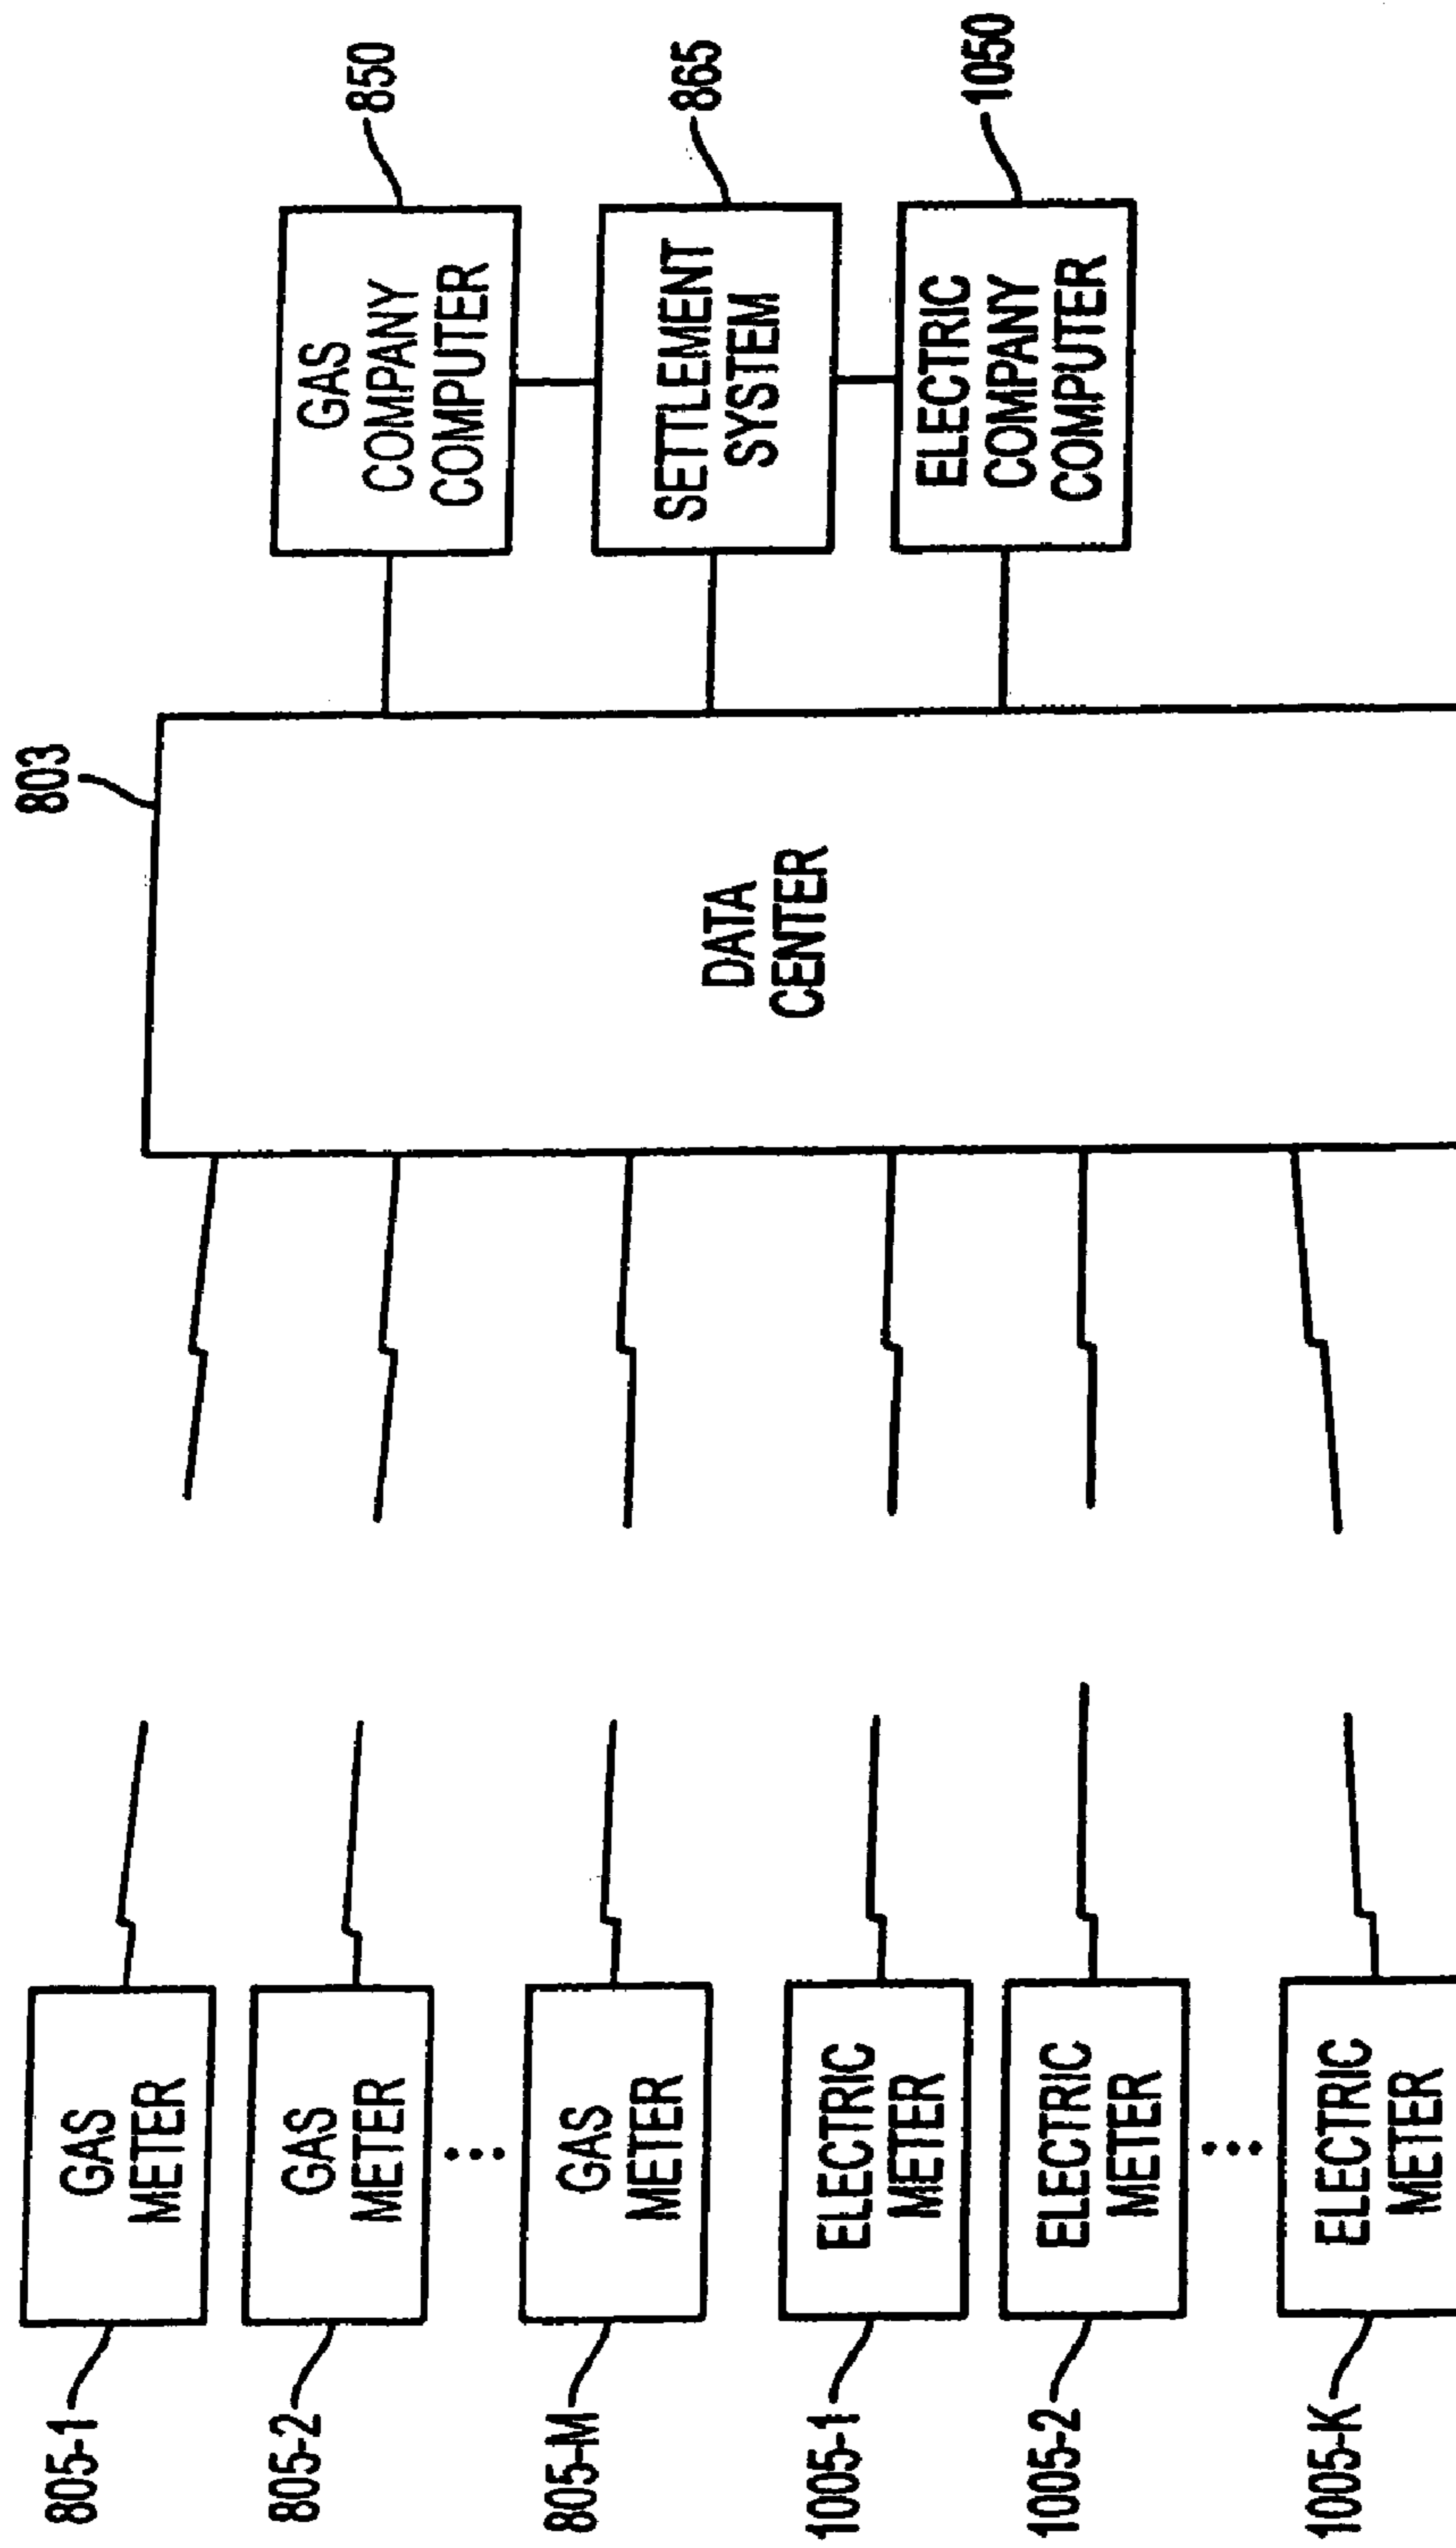 805-1
GAS
METER
805-2
GAS
METER
805-M
GAS
METER
1005-1
ELECTRIC
METER
1005-2
ELECTRIC
METER
1005-K
ELECTRIC
METER
803
DATA
CENTER
GAS
COMPANY
COMPUTER
850
SETTLEMENT
SYSTEM
865
ELECTRIC
COMPANY
COMPUTER
1050